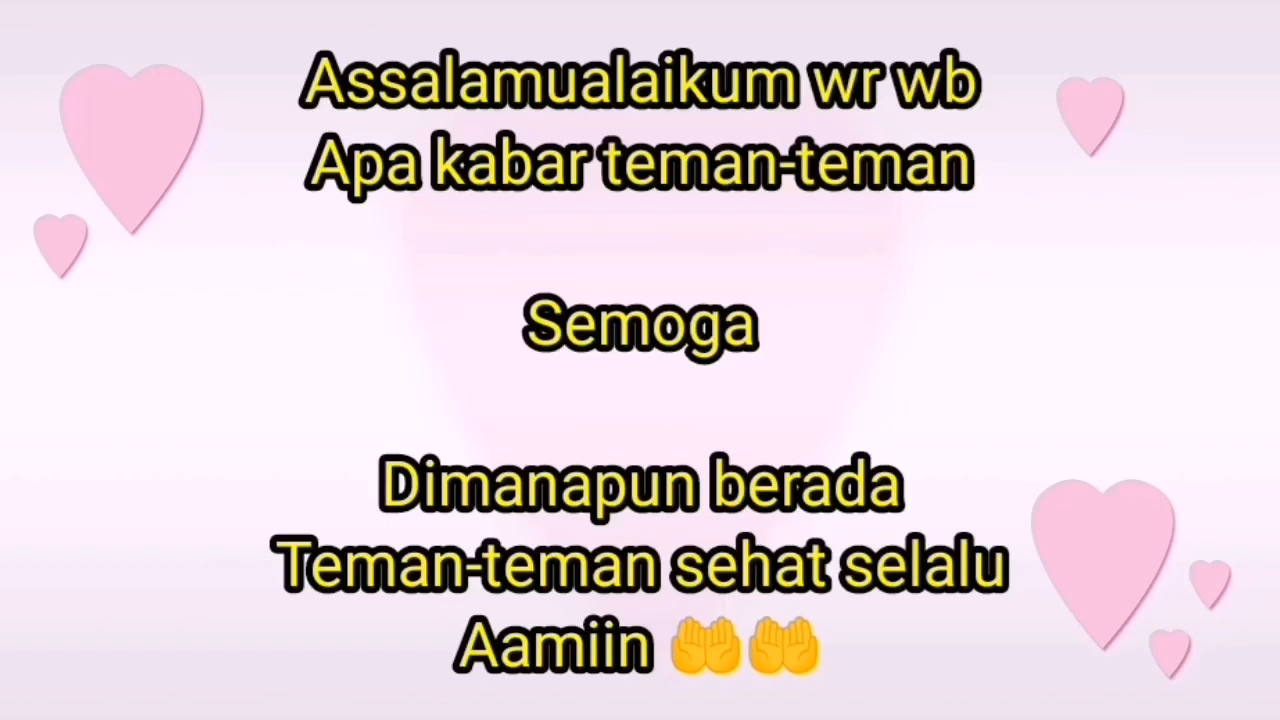 Assalamualaikum wr wb
Apa kabar teman-teman
Semoga
Dimanapun berada
Teman-teman sehat selalu
Aamiin 🤲🤲